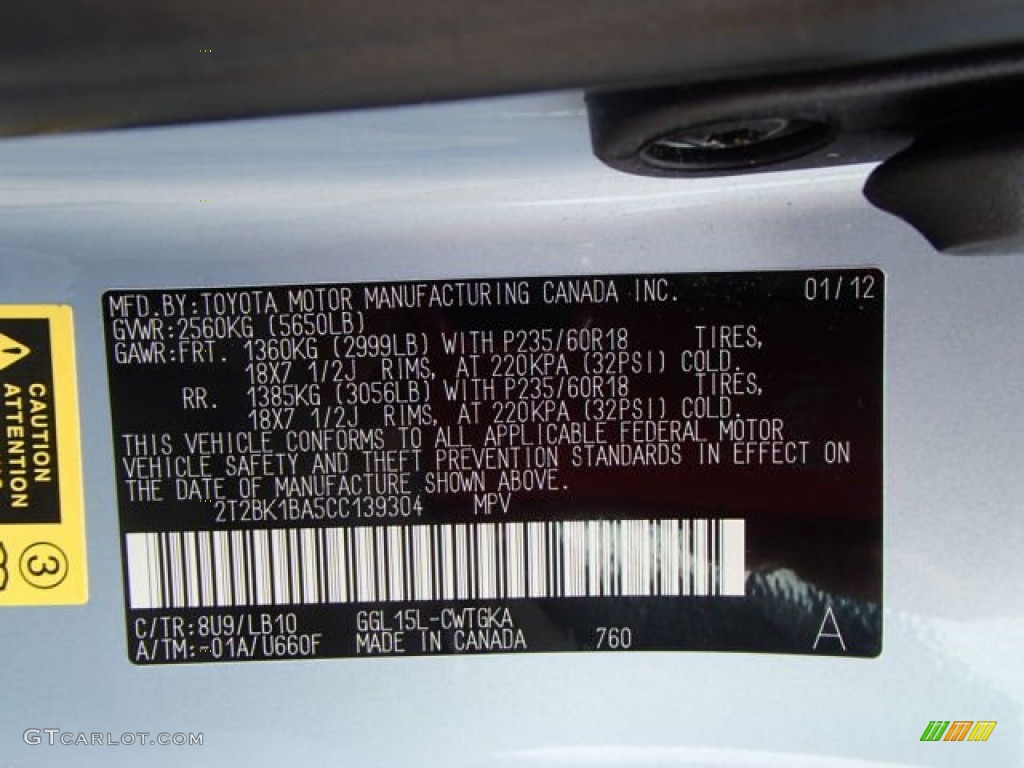 MFD.BY:TOYOTA MOTOR MANUFACTURING CANADA INC. 01/12
GVWR:2560KG (5650LB)
GAWR:FRT. 1360KG (2999LB) WITH P235/60R18 TIRES,
18X7 1/2J RIMS, AT 220KPA (32PSI) COLD.
RR. 1385KG (3056LB) WITH P235/60R18 TIRES,
18X7 1/2J RIMS, AT 220KPA (32PSI) COLD.
THIS VEHICLE CONFORMS TO ALL APPLICABLE FEDERAL MOTOR
VEHICLE SAFETY AND THEFT PREVENTION STANDARDS IN EFFECT ON
THE DATE OF MANUFACTURE SHOWN ABOVE.
2T2BK1BA5CC139304 MPV
C/TR:8U9/LB10 GGL15L-CWTGKA
A/TM:-01A/U660F MADE IN CANADA 760 A
CAUTION
ATTENTION
3
GTCARLOT.COM